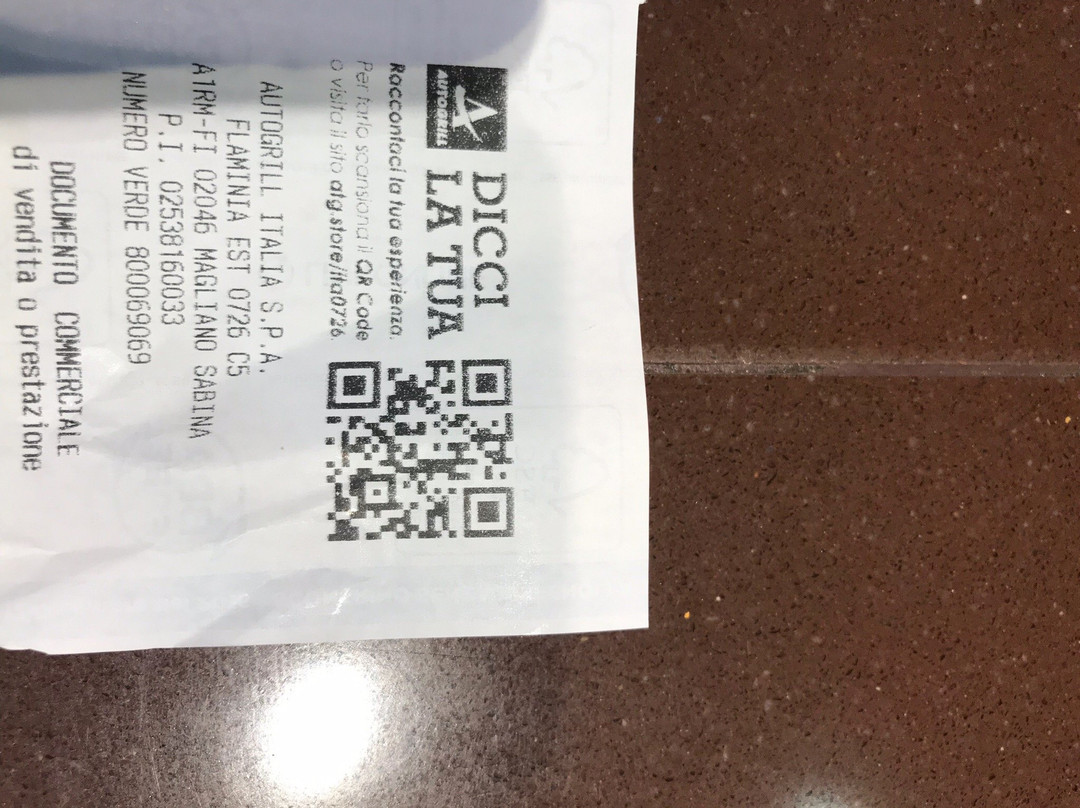 AUTOGRILL
DICCI
LA TUA
Raccontaci la tua esperienza.
Per farlo scansiona il QR Code
o visita il sito atg.store/ita0726.
AUTOGRILL ITALIA S.P.A.
FLAMINIA EST 0726 C5
A1RM-FI 02046 MAGLIANO SABINA
P.I. 02538160033
NUMERO VERDE 800069069
DOCUMENTO COMMERCIALE
di vendita o prestazione